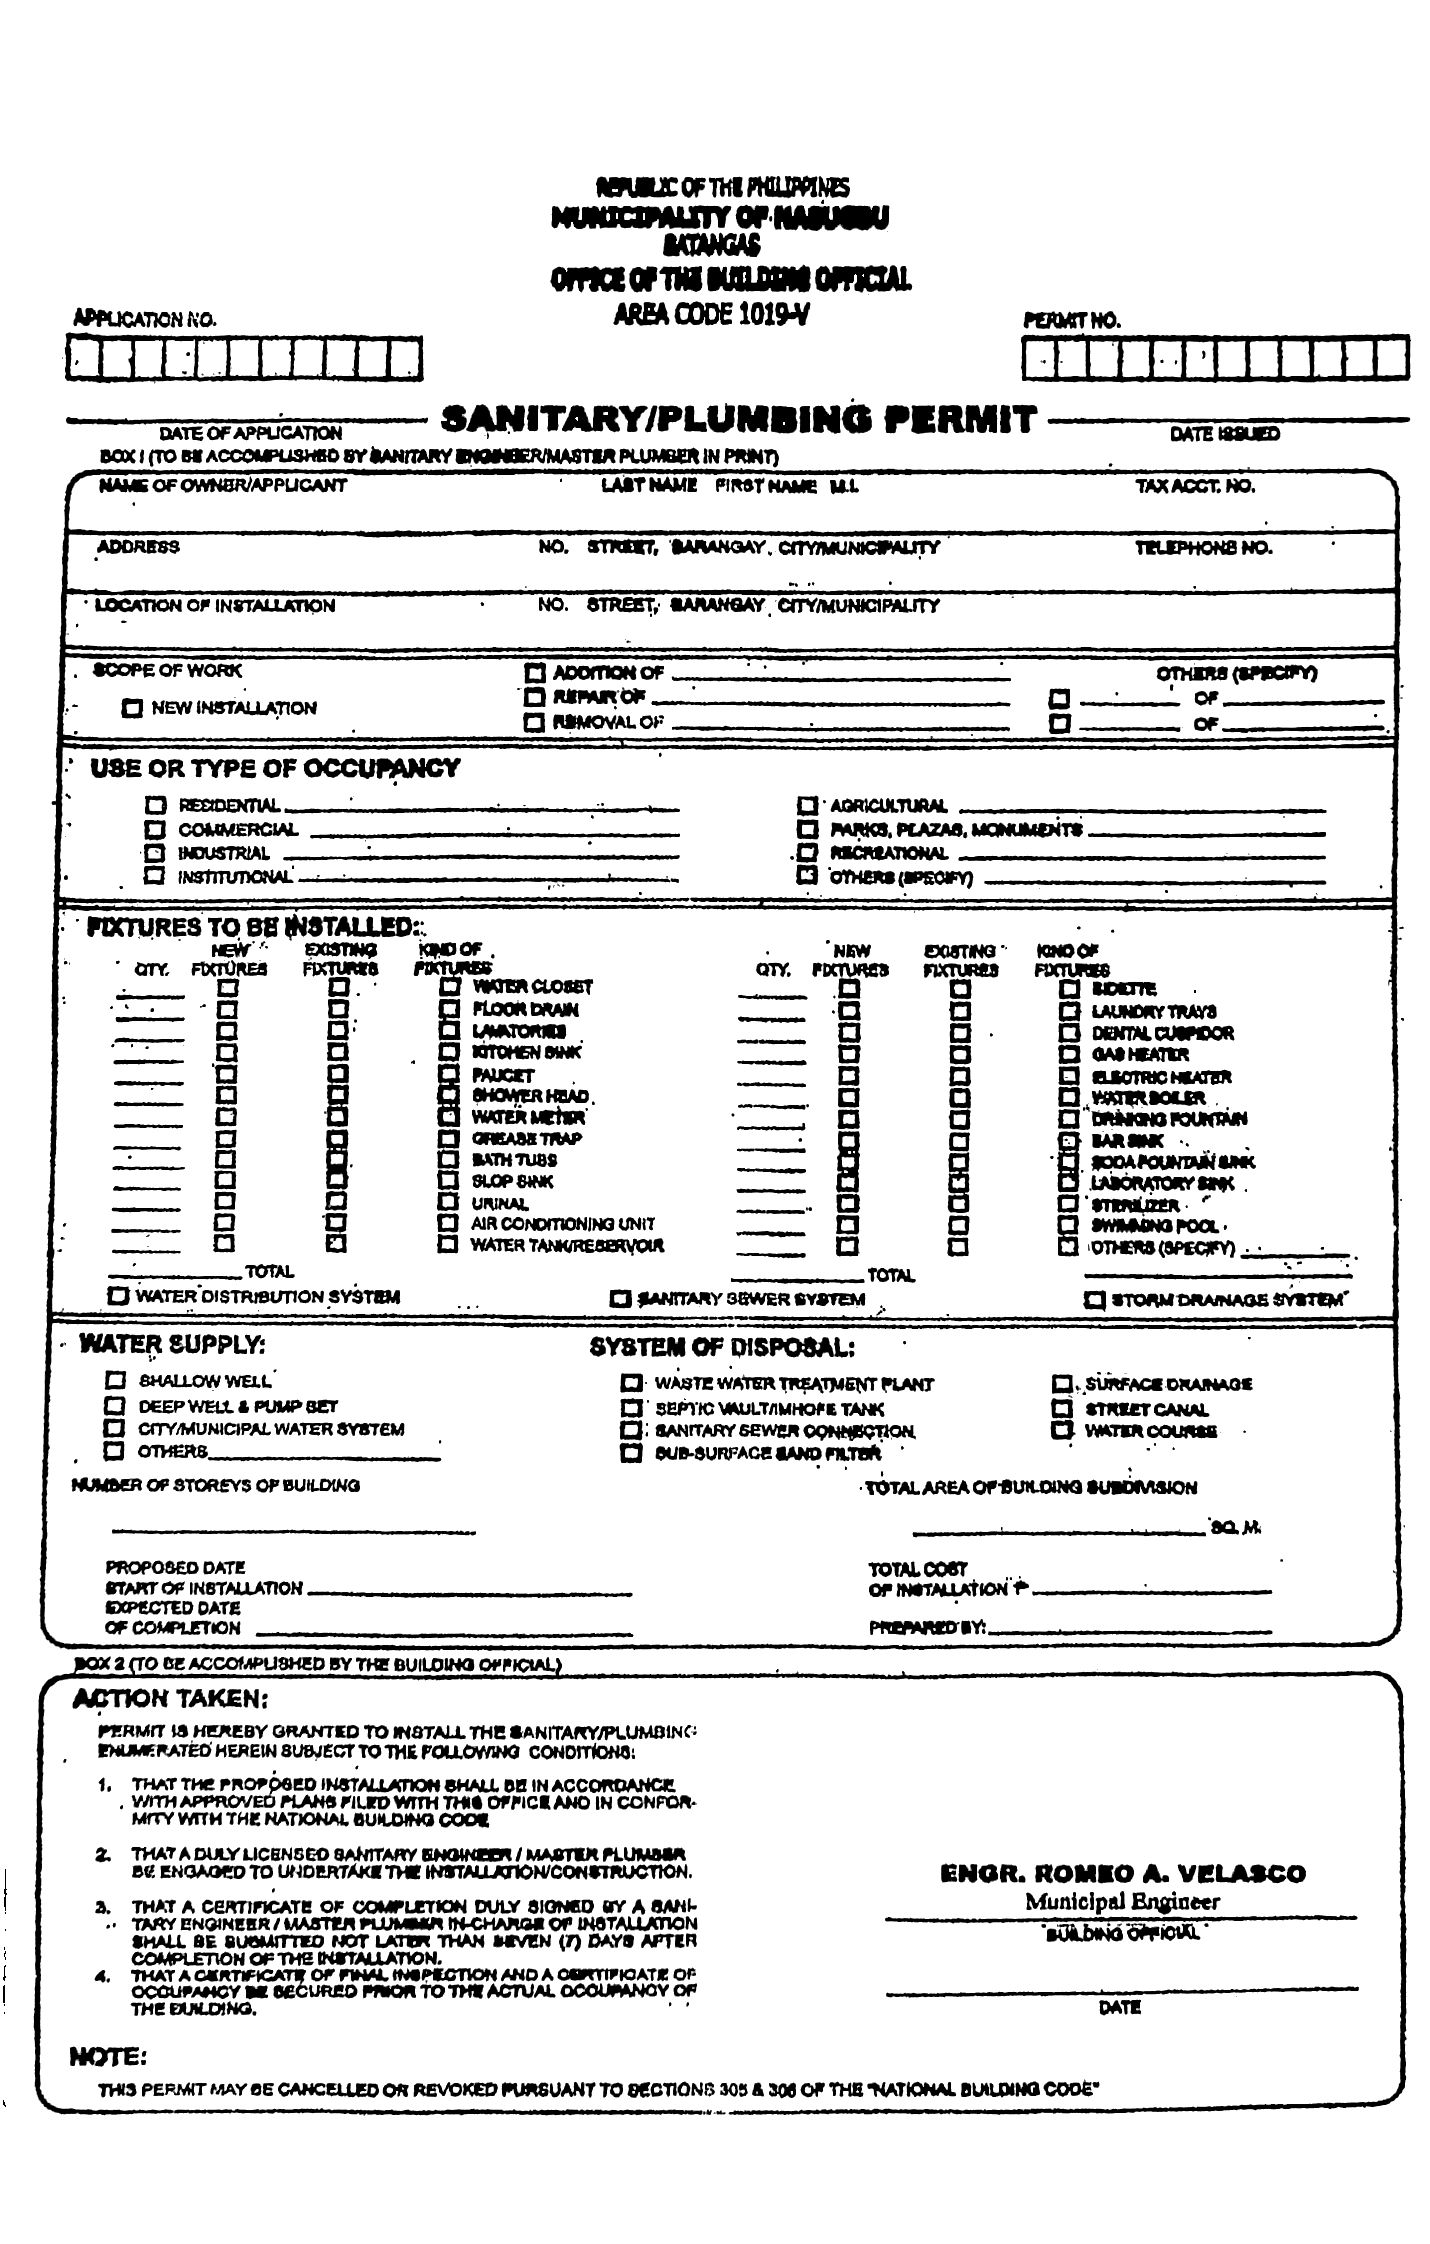 REPUBLIC OF THE PHILIPPINES
MUNICIPALITY OF NASUGBU
BATANGAS
OFFICE OF THE BUILDING OFFICIAL
AREA CODE 1019-V
APPLICATION NO.
PERMIT NO.
SANITARY/PLUMBING PERMIT
DATE OF APPLICATION
DATE ISSUED
BOX 1 (TO BE ACCOMPLISHED BY SANITARY ENGINEER/MASTER PLUMBER IN PRINT)
NAME OF OWNER/APPLICANT LAST NAME FIRST NAME M.I. TAX ACCT. NO.
ADDRESS NO. STREET, BARANGAY, CITY/MUNICIPALITY TELEPHONE NO.
LOCATION OF INSTALLATION NO. STREET, BARANGAY, CITY/MUNICIPALITY
SCOPE OF WORK
NEW INSTALLATION
ADDITION OF
REPAIR OF
REMOVAL OF
OTHERS (SPECIFY)
OF
OF
USE OR TYPE OF OCCUPANCY
RESIDENTIAL
COMMERCIAL
INDUSTRIAL
INSTITUTIONAL
AGRICULTURAL
PARKS, PLAZAS, MONUMENTS
RECREATIONAL
OTHERS (SPECIFY)
FIXTURES TO BE INSTALLED:
QTY. NEW FIXTURES EXISTING FIXTURES KIND OF FIXTURES
WATER CLOSET
FLOOR DRAIN
LAVATORIES
KITCHEN SINK
FAUCET
SHOWER HEAD
WATER METER
GREASE TRAP
BATH TUBS
SLOP SINK
URINAL
AIR CONDITIONING UNIT
WATER TANK/RESERVOIR
TOTAL
QTY. NEW FIXTURES EXISTING FIXTURES KIND OF FIXTURES
BIDETTE
LAUNDRY TRAYS
DENTAL CUSPIDOR
GAS HEATER
ELECTRIC HEATER
WATER BOILER
DRINKING FOUNTAIN
BAR SINK
SODA FOUNTAIN SINK
LABORATORY SINK
STERILIZER
SWIMMING POOL
OTHERS (SPECIFY)
TOTAL
WATER DISTRIBUTION SYSTEM
SANITARY SEWER SYSTEM
STORM DRAINAGE SYSTEM
WATER SUPPLY:
SHALLOW WELL
DEEP WELL & PUMP SET
CITY/MUNICIPAL WATER SYSTEM
OTHERS
SYSTEM OF DISPOSAL:
WASTE WATER TREATMENT PLANT
SEPTIC VAULT/IMHOFE TANK
SANITARY SEWER CONNECTION
SUB-SURFACE SAND FILTER
SURFACE DRAINAGE
STREET CANAL
WATER COURSE
NUMBER OF STOREYS OF BUILDING
TOTAL AREA OF BUILDING SUBDIVISION
SQ. M.
PROPOSED DATE
START OF INSTALLATION
EXPECTED DATE
OF COMPLETION
TOTAL COST
OF INSTALLATION P
PREPARED BY:
BOX 2 (TO BE ACCOMPLISHED BY THE BUILDING OFFICIAL)
ACTION TAKEN:
PERMIT IS HEREBY GRANTED TO INSTALL THE SANITARY/PLUMBING
ENUMERATED HEREIN SUBJECT TO THE FOLLOWING CONDITIONS:
1. THAT THE PROPOSED INSTALLATION SHALL BE IN ACCORDANCE
WITH APPROVED PLANS FILED WITH THIS OFFICE AND IN CONFOR-
MITY WITH THE NATIONAL BUILDING CODE
2. THAT A DULY LICENSED SANITARY ENGINEER / MASTER PLUMBER
BE ENGAGED TO UNDERTAKE THE INSTALLATION/CONSTRUCTION.
3. THAT A CERTIFICATE OF COMPLETION DULY SIGNED BY A SANI-
TARY ENGINEER / MASTER PLUMBER IN-CHARGE OF INSTALLATION
SHALL BE SUBMITTED NOT LATER THAN SEVEN (7) DAYS AFTER
COMPLETION OF THE INSTALLATION.
4. THAT A CERTIFICATE OF FINAL INSPECTION AND A CERTIFICATE OF
OCCUPANCY BE SECURED PRIOR TO THE ACTUAL OCCUPANCY OF
THE BUILDING.
ENGR. ROMEO A. VELASCO
Municipal Engineer
BUILDING OFFICIAL
DATE
NOTE:
THIS PERMIT MAY BE CANCELLED OR REVOKED PURSUANT TO SECTIONS 305 & 306 OF THE "NATIONAL BUILDING CODE"